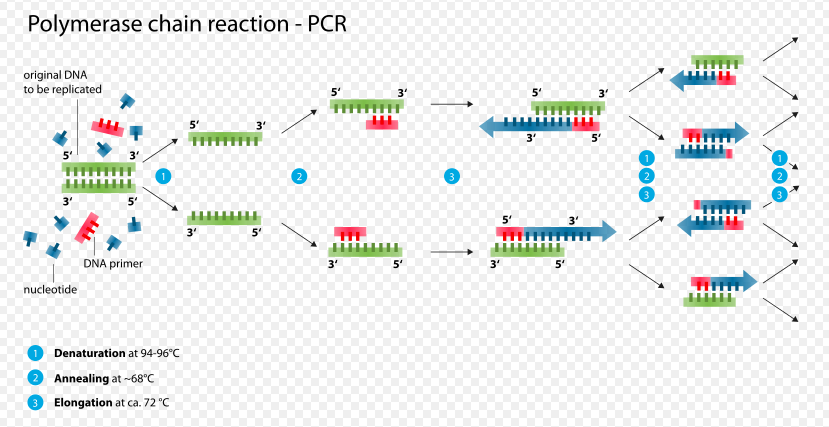 Polymerase chain reaction - PCR
original DNA
to be replicated
5‘ 3‘
3‘ 5‘
DNA primer
nucleotide
1
5‘ 3‘
3‘ 5‘
2
5‘ 3‘
3‘ 5‘
3
5‘ 3‘
3‘ 5‘
5‘ 3‘
3‘ 5‘
1
2
3
1
2
3
1 Denaturation at 94-96°C
2 Annealing at ~68°C
3 Elongation at ca. 72 °C